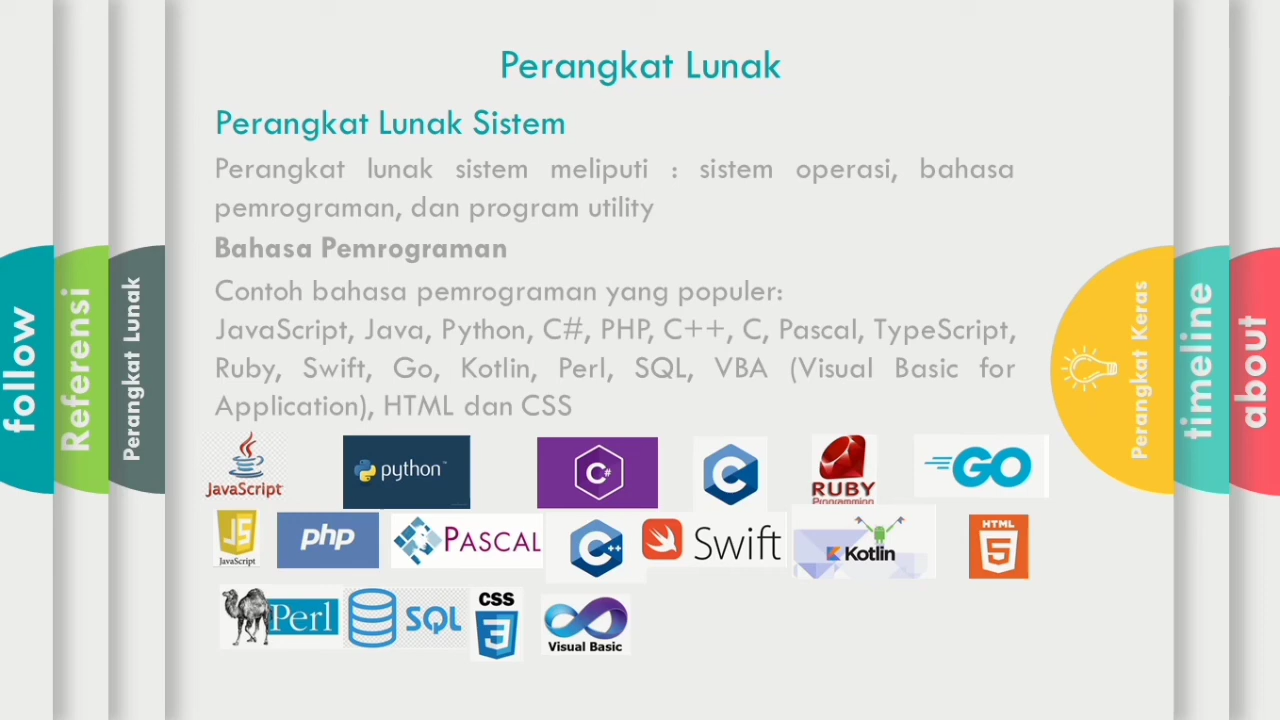 Perangkat Lunak
Perangkat Lunak Sistem
Perangkat lunak sistem meliputi : sistem operasi, bahasa
pemrograman, dan program utility
Bahasa Pemrograman
Contoh bahasa pemrograman yang populer:
JavaScript, Java, Python, C#, PHP, C++, C, Pascal, TypeScript,
Ruby, Swift, Go, Kotlin, Perl, SQL, VBA (Visual Basic for
Application), HTML dan CSS
JavaScript
python™
C#
C
RUBY
Programming
GO
JS
JavaScript
php
PASCAL
C++
Swift
Kotlin
HTML
5
Perl
SQL
CSS
3
Visual Basic
follow
Referensi
Perangkat Lunak
Perangkat Keras
timeline
about